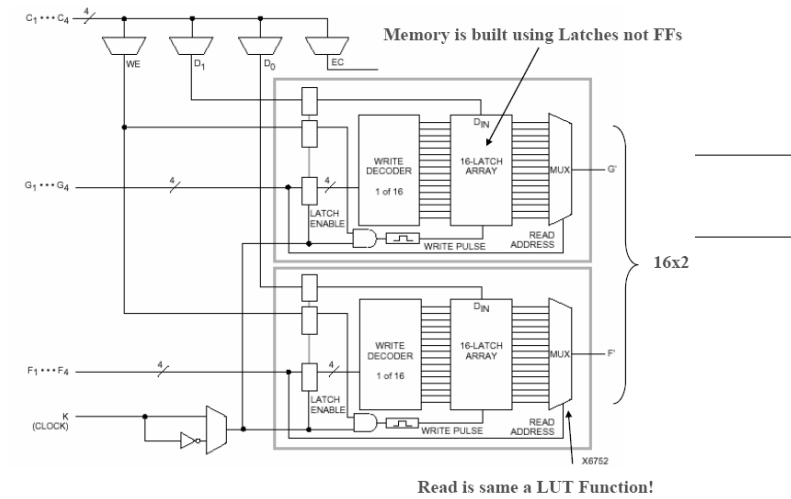 C1 • • • C4
4
Memory is built using Latches not FFs
WE
D1
D0
EC
DIN
WRITE
DECODER
1 of 16
16-LATCH
ARRAY
MUX
G'
G1 • • • G4
4
4
LATCH
ENABLE
WRITE PULSE
READ
ADDRESS
16x2
DIN
WRITE
DECODER
1 of 16
16-LATCH
ARRAY
MUX
F'
F1 • • • F4
4
4
LATCH
ENABLE
K
(CLOCK)
WRITE PULSE
READ
ADDRESS
X6752
Read is same a LUT Function!